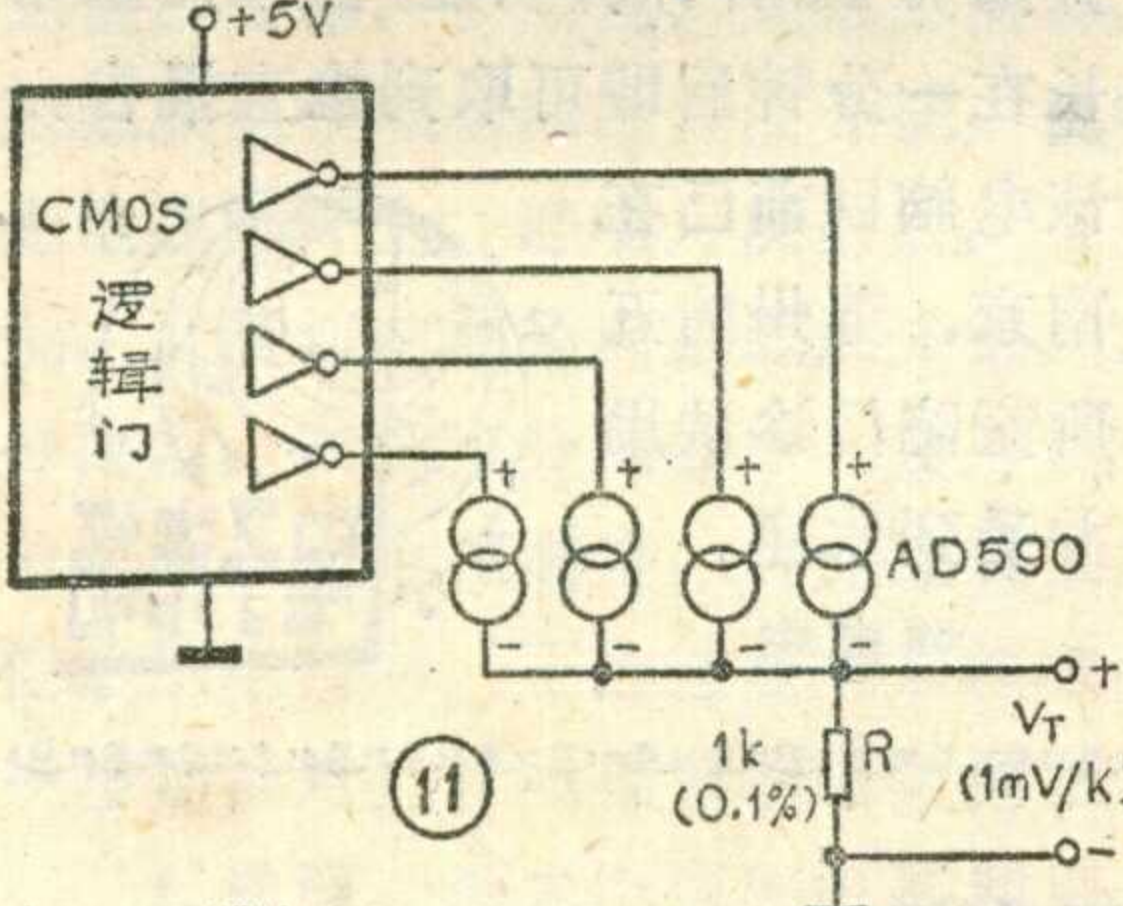 +5V
CMOS
逻
辑
门
+ + + +
AD590
- - - -
+
1k
(0.1%)
R
VT
(1mV/k)
-
11